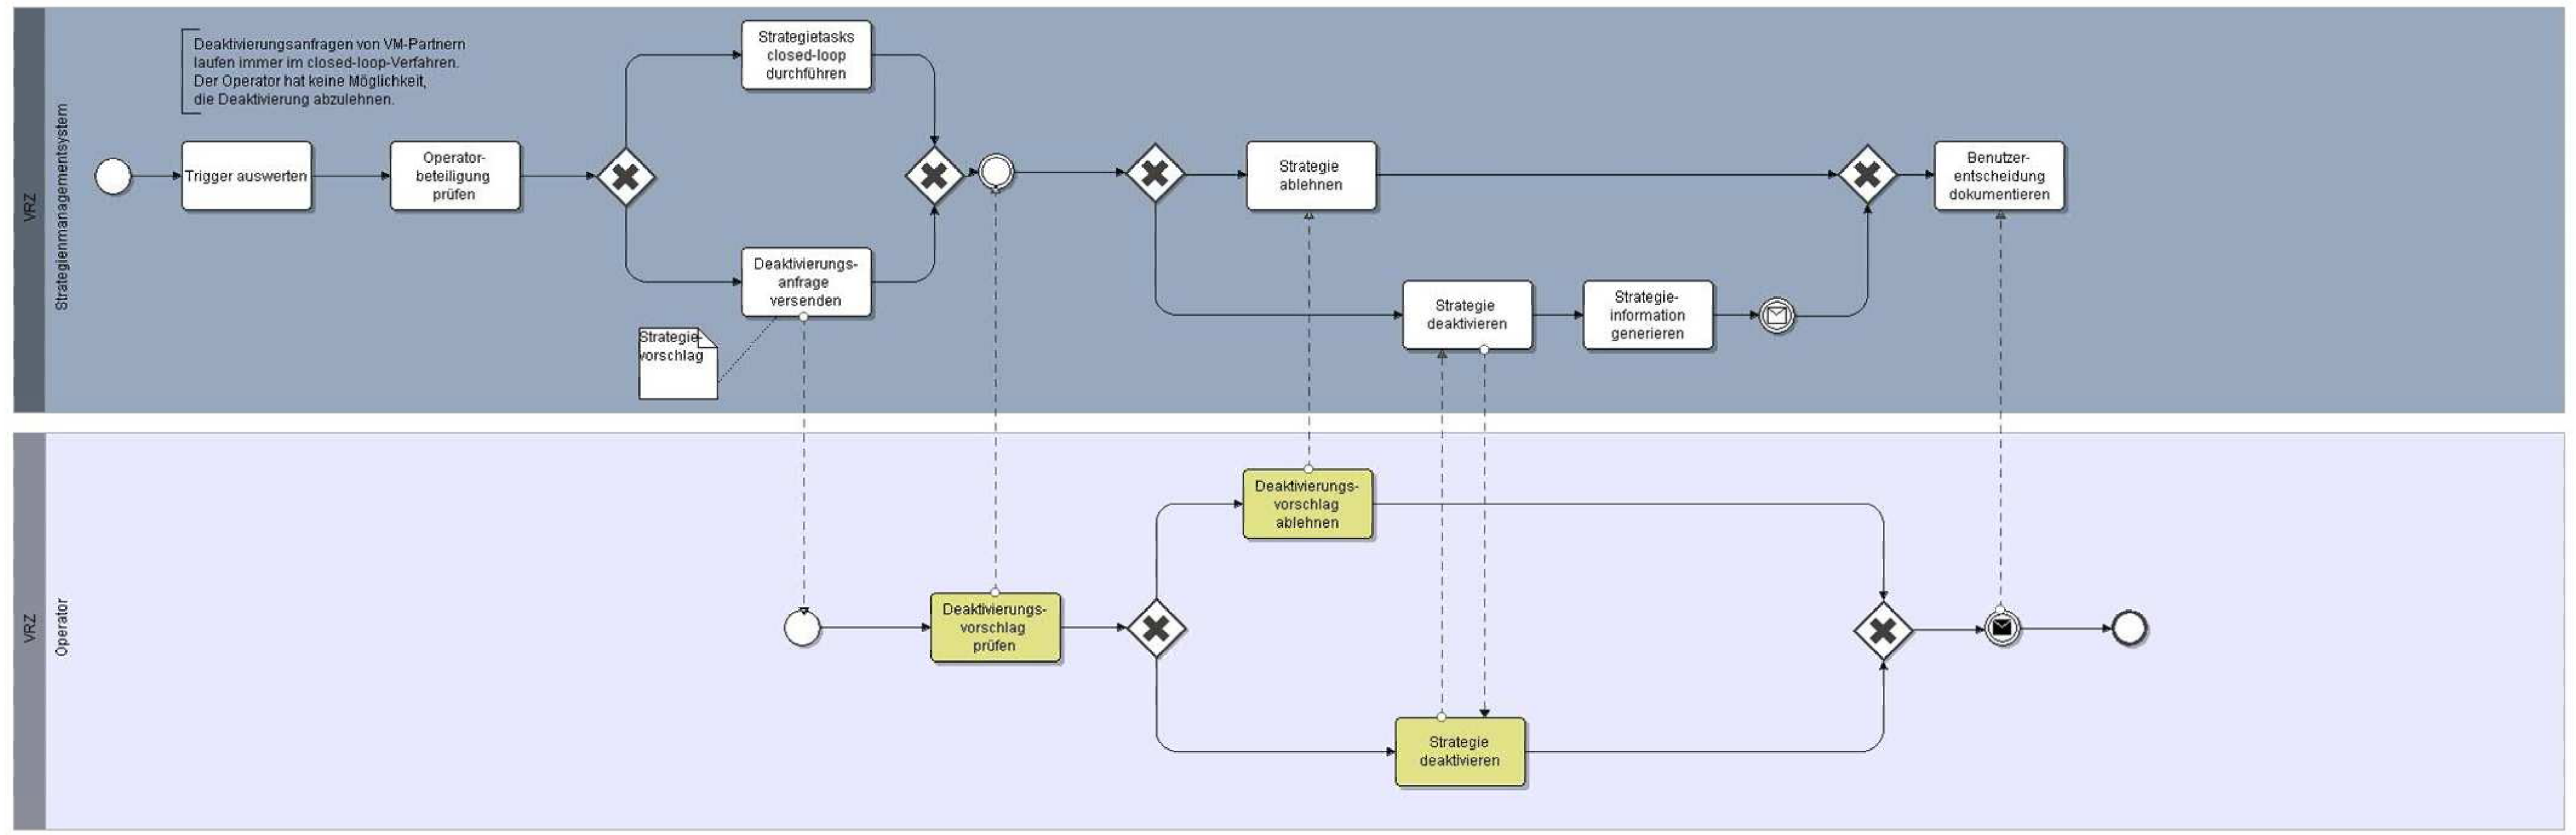 VRZ
Strategienmanagementsystem
Deaktivierungsanfragen von VM-Partnern
laufen immer im closed-loop-Verfahren.
Der Operator hat keine Möglichkeit,
die Deaktivierung abzulehnen.
Trigger auswerten
Operator-
beteiligung
prüfen
Strategietasks
closed-loop
durchführen
Deaktivierungs-
anfrage
versenden
Strategie-
vorschlag
Strategie
ablehnen
Strategie
deaktivieren
Strategie-
information
generieren
Benutzer-
entscheidung
dokumentieren
VRZ
Operator
Deaktivierungs-
vorschlag
prüfen
Deaktivierungs-
vorschlag
ablehnen
Strategie
deaktivieren